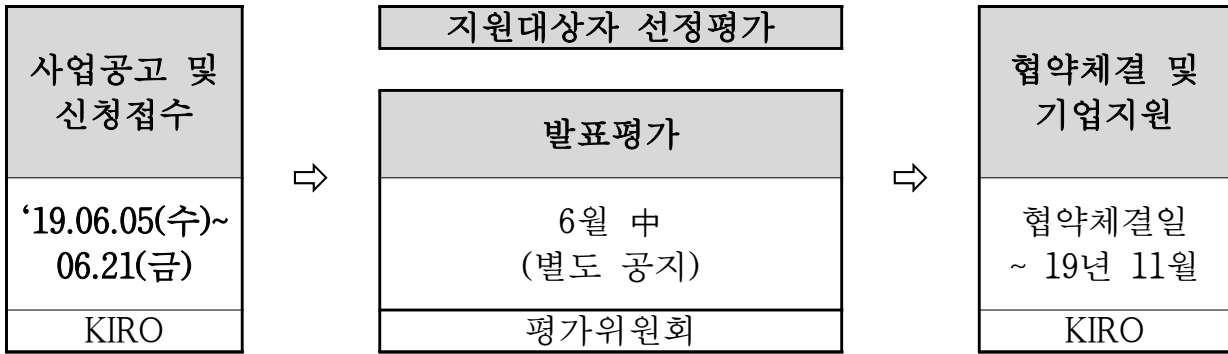 사업공고 및
신청접수
‘19.06.05(수)~
06.21(금)
KIRO
⇨
지원대상자 선정평가
발표평가
6월 中
(별도 공지)
평가위원회
⇨
협약체결 및
기업지원
협약체결일
~ 19년 11월
KIRO